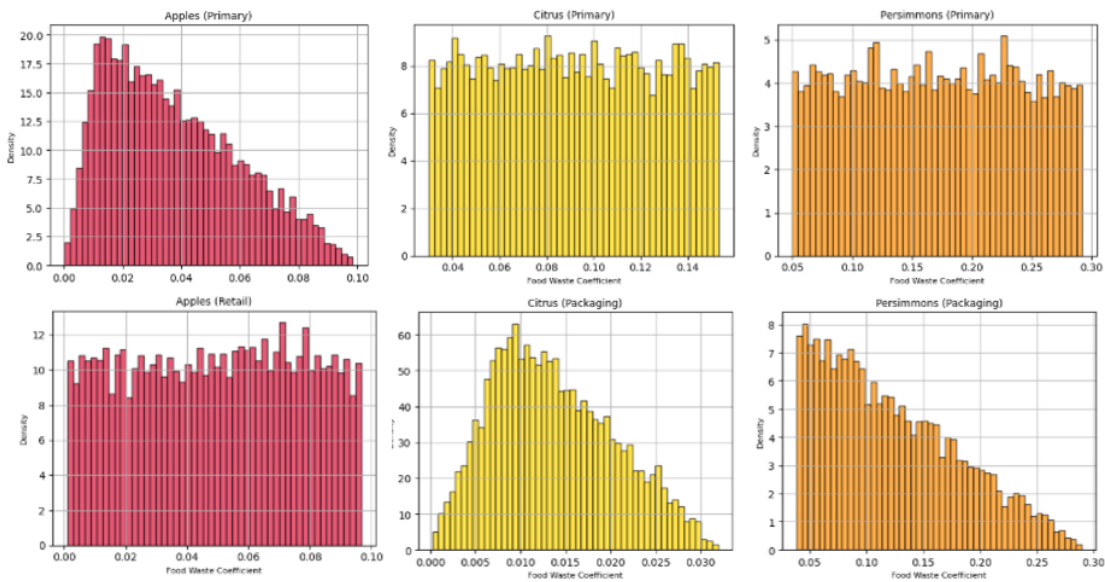 Apples (Primary)
Citrus (Primary)
Persimmons (Primary)
Density
20.0
17.5
15.0
12.5
10.0
7.5
5.0
2.5
0.0
0.00 0.02 0.04 0.06 0.08 0.10
Food Waste Coefficient
Density
8
6
4
2
0
0.04 0.06 0.08 0.10 0.12 0.14
Food Waste Coefficient
Density
5
4
3
2
1
0
0.05 0.10 0.15 0.20 0.25 0.30
Food Waste Coefficient
Apples (Retail)
Citrus (Packaging)
Persimmons (Packaging)
Density
12
10
8
6
4
2
0
0.00 0.02 0.04 0.06 0.08 0.10
Food Waste Coefficient
Density
60
50
40
30
20
10
0
0.000 0.005 0.010 0.015 0.020 0.025 0.030
Food Waste Coefficient
Density
8
7
6
5
4
3
2
1
0
0.05 0.10 0.15 0.20 0.25 0.30
Food Waste Coefficient